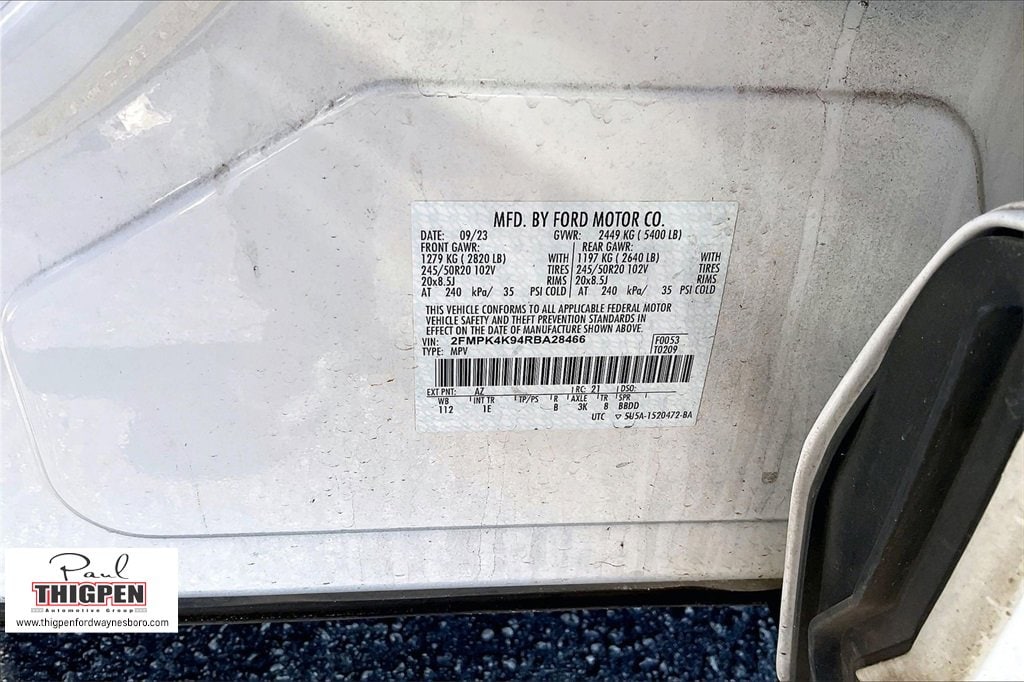 MFD. BY FORD MOTOR CO.
DATE: 09/23 GVWR: 2449 KG ( 5400 LB)
FRONT GAWR: REAR GAWR:
1279 KG ( 2820 LB) WITH 1197 KG ( 2640 LB) WITH
245/50R20 102V TIRES 245/50R20 102V TIRES
20x8.5J RIMS 20x8.5J RIMS
AT 240 kPa/ 35 PSI COLD AT 240 kPa/ 35 PSI COLD
THIS VEHICLE CONFORMS TO ALL APPLICABLE FEDERAL MOTOR
VEHICLE SAFETY AND THEFT PREVENTION STANDARDS IN
EFFECT ON THE DATE OF MANUFACTURE SHOWN ABOVE.
VIN: 2FMPK4K94RBA28466 F0053
TYPE: MPV T0209
EXT PNT: AZ RC: 21 DSO:
WB INT TR TP/PS R AXLE TR SPR
112 1E B 3K 8 BBDD
UTC ▽ SU5A-1520472-BA
Paul
THIGPEN
Automotive Group
www.thigpenfordwaynesboro.com